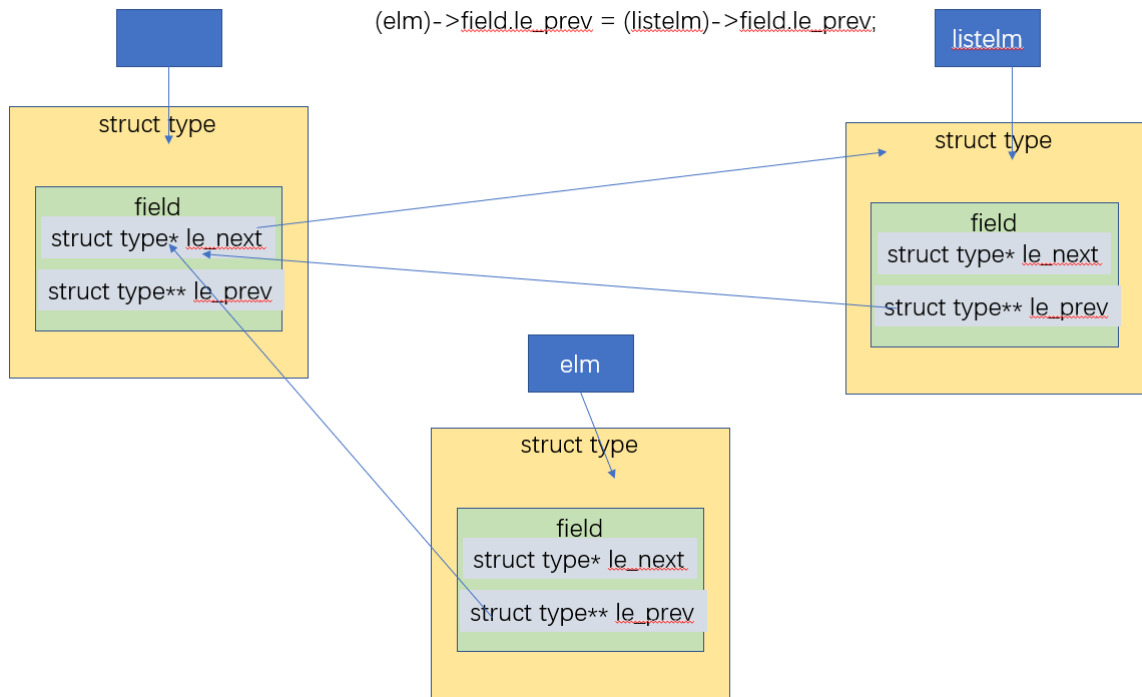 (elm)->field.le_prev = (listelm)->field.le_prev;
listelm
struct type
field
struct type* le_next
struct type** le_prev
struct type
field
struct type* le_next
struct type** le_prev
elm
struct type
field
struct type* le_next
struct type** le_prev